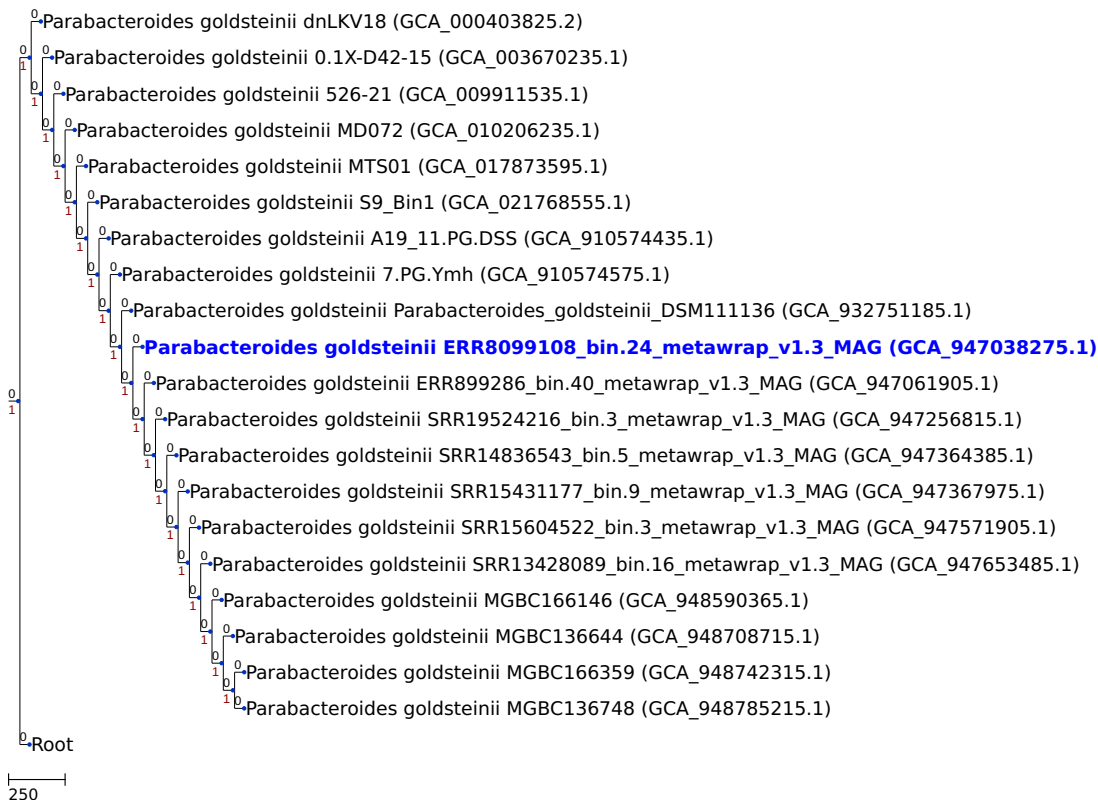 Parabacteroides goldsteinii dnLKV18 (GCA_000403825.2)
Parabacteroides goldsteinii 0.1X-D42-15 (GCA_003670235.1)
Parabacteroides goldsteinii 526-21 (GCA_009911535.1)
Parabacteroides goldsteinii MD072 (GCA_010206235.1)
Parabacteroides goldsteinii MTS01 (GCA_017873595.1)
Parabacteroides goldsteinii S9_Bin1 (GCA_021768555.1)
Parabacteroides goldsteinii A19_11.PG.DSS (GCA_910574435.1)
Parabacteroides goldsteinii 7.PG.Ymh (GCA_910574575.1)
Parabacteroides goldsteinii Parabacteroides_goldsteinii_DSM111136 (GCA_932751185.1)
Parabacteroides goldsteinii ERR8099108_bin.24_metawrap_v1.3_MAG (GCA_947038275.1)
Parabacteroides goldsteinii ERR899286_bin.40_metawrap_v1.3_MAG (GCA_947061905.1)
Parabacteroides goldsteinii SRR19524216_bin.3_metawrap_v1.3_MAG (GCA_947256815.1)
Parabacteroides goldsteinii SRR14836543_bin.5_metawrap_v1.3_MAG (GCA_947364385.1)
Parabacteroides goldsteinii SRR15431177_bin.9_metawrap_v1.3_MAG (GCA_947367975.1)
Parabacteroides goldsteinii SRR15604522_bin.3_metawrap_v1.3_MAG (GCA_947571905.1)
Parabacteroides goldsteinii SRR13428089_bin.16_metawrap_v1.3_MAG (GCA_947653485.1)
Parabacteroides goldsteinii MGBC166146 (GCA_948590365.1)
Parabacteroides goldsteinii MGBC136644 (GCA_948708715.1)
Parabacteroides goldsteinii MGBC166359 (GCA_948742315.1)
Parabacteroides goldsteinii MGBC136748 (GCA_948785215.1)
Root
250